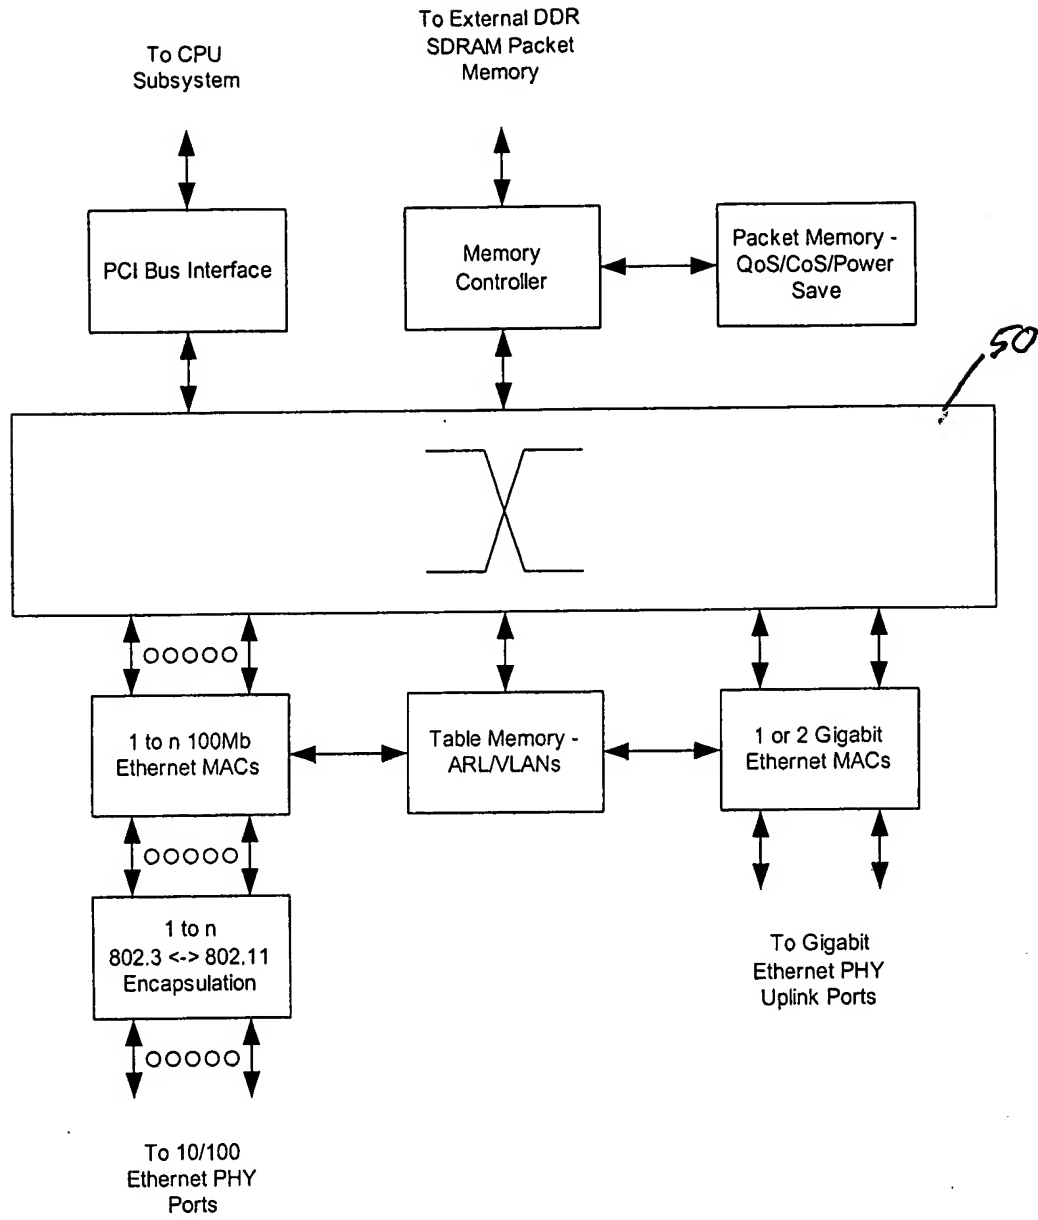 To CPU
Subsystem
To External DDR
SDRAM Packet
Memory
PCI Bus Interface
Memory
Controller
Packet Memory -
QoS/CoS/Power
Save
50
1 to n 100Mb
Ethernet MACs
Table Memory -
ARL/VLANs
1 or 2 Gigabit
Ethernet MACs
1 to n
802.3 <-> 802.11
Encapsulation
To Gigabit
Ethernet PHY
Uplink Ports
To 10/100
Ethernet PHY
Ports